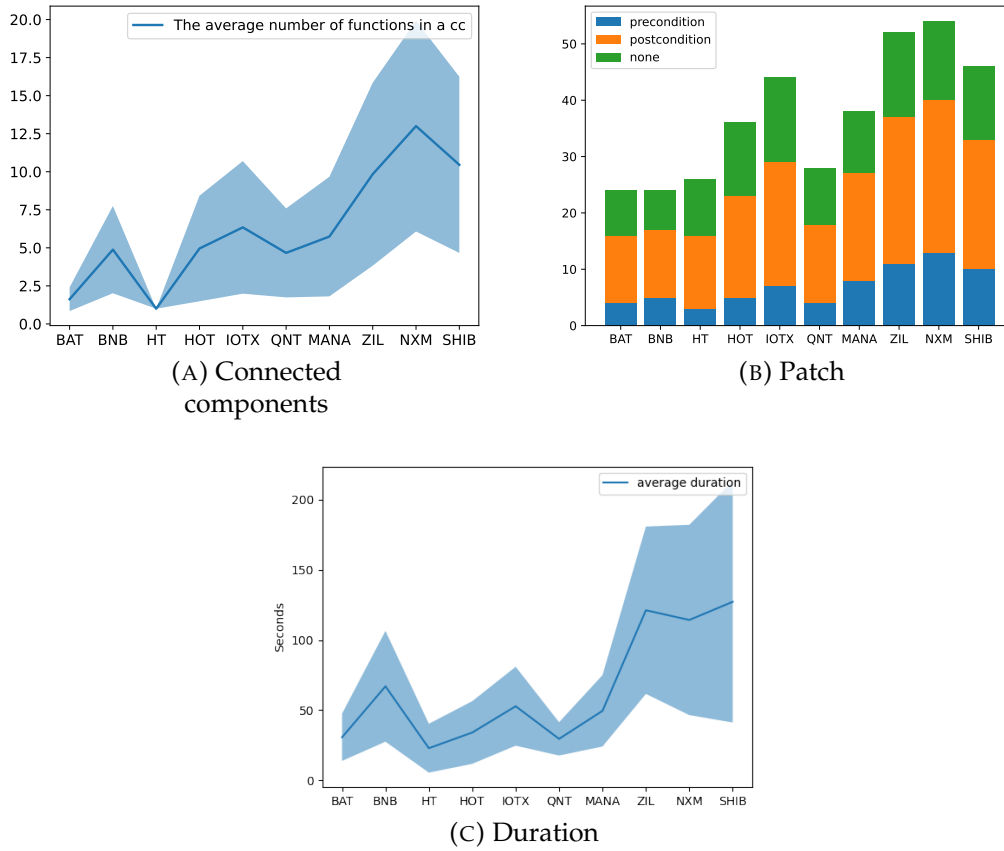 20.0
17.5
15.0
12.5
10.0
7.5
5.0
2.5
0.0
The average number of functions in a cc
BAT BNB HT HOT IOTX QNT MANA ZIL NXM SHIB
(A) Connected
components
50
40
30
20
10
0
precondition
postcondition
none
BAT BNB HT HOT IOTX QNT MANA ZIL NXM SHIB
(B) Patch
200
150
100
50
0
Seconds
average duration
BAT BNB HT HOT IOTX QNT MANA ZIL NXM SHIB
(C) Duration